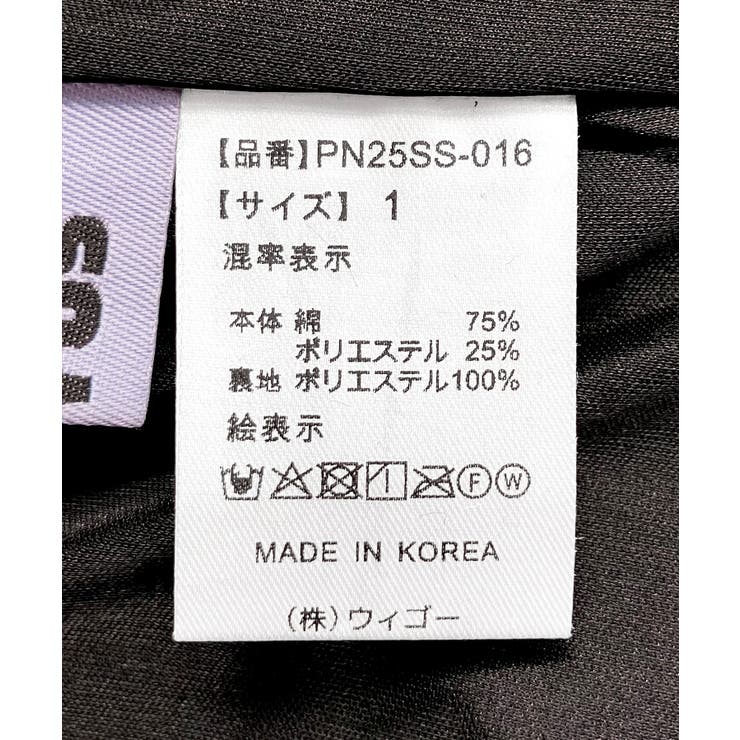 【品番】PN25SS-016
【サイズ】 1
混率表示
本体 綿 75%
ポリエステル 25%
裏地 ポリエステル100%
絵表示
F W
MADE IN KOREA
(株)ウィゴー